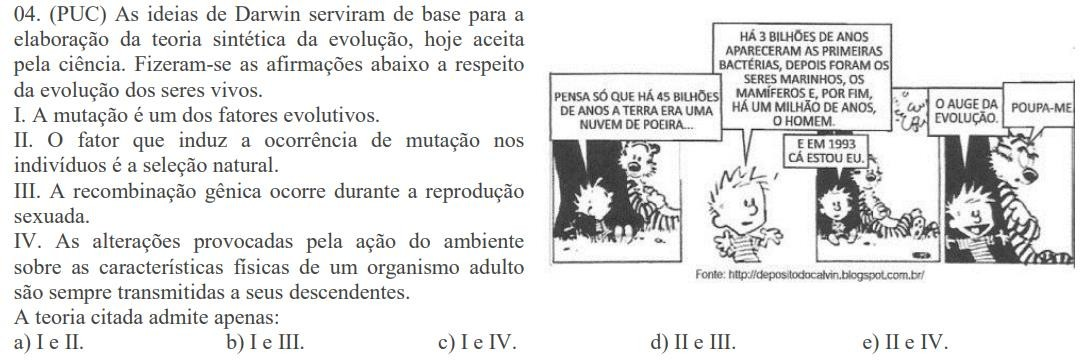 04. (PUC) As ideias de Darwin serviram de base para a
elaboração da teoria sintética da evolução, hoje aceita
pela ciência. Fizeram-se as afirmações abaixo a respeito
da evolução dos seres vivos.
I. A mutação é um dos fatores evolutivos.
II. O fator que induz a ocorrência de mutação nos
indivíduos é a seleção natural.
III. A recombinação gênica ocorre durante a reprodução
sexuada.
IV. As alterações provocadas pela ação do ambiente
sobre as características físicas de um organismo adulto
são sempre transmitidas a seus descendentes.
A teoria citada admite apenas:
a) I e II. b) I e III. c) I e IV. d) II e III. e) II e IV.
PENSA SÓ QUE HÁ 45 BILHÕES
DE ANOS A TERRA ERA UMA
NUVEM DE POEIRA...
HÁ 3 BILHÕES DE ANOS
APARECERAM AS PRIMEIRAS
BACTÉRIAS, DEPOIS FORAM OS
SERES MARINHOS, OS
MAMÍFEROS E, POR FIM,
HÁ UM MILHÃO DE ANOS,
O HOMEM.
E EM 1993
CÁ ESTOU EU.
O AUGE DA
EVOLUÇÃO.
POUPA-ME.
Fonte: http://depositodocalvin.blogspot.com.br/